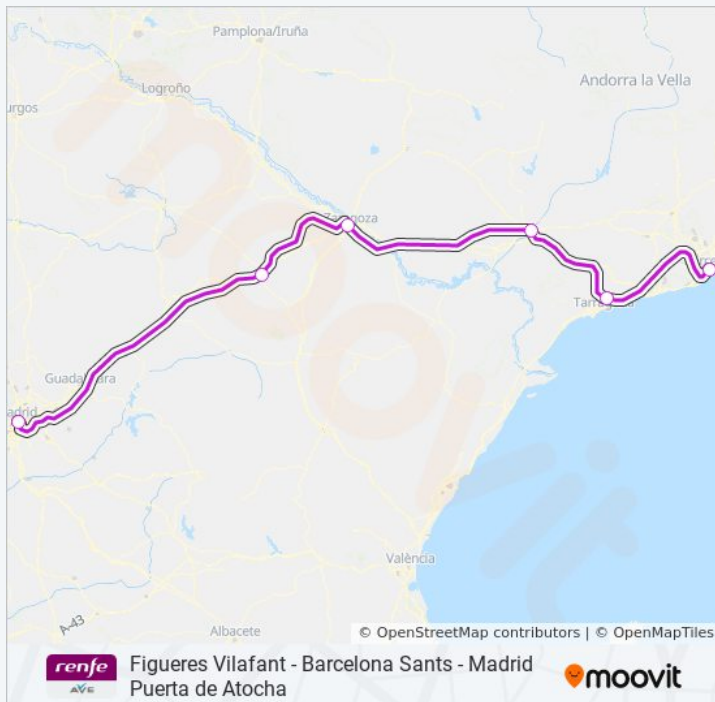 Pamplona/Iruña
Andorra la Vella
Logroño
urgos
Zaragoza
Tarragona
Guadalajara
adrid
València
A-43
Albacete
© OpenStreetMap contributors | © OpenMapTiles
renfe
AVE
Figueres Vilafant - Barcelona Sants - Madrid
Puerta de Atocha
moovit
moovit